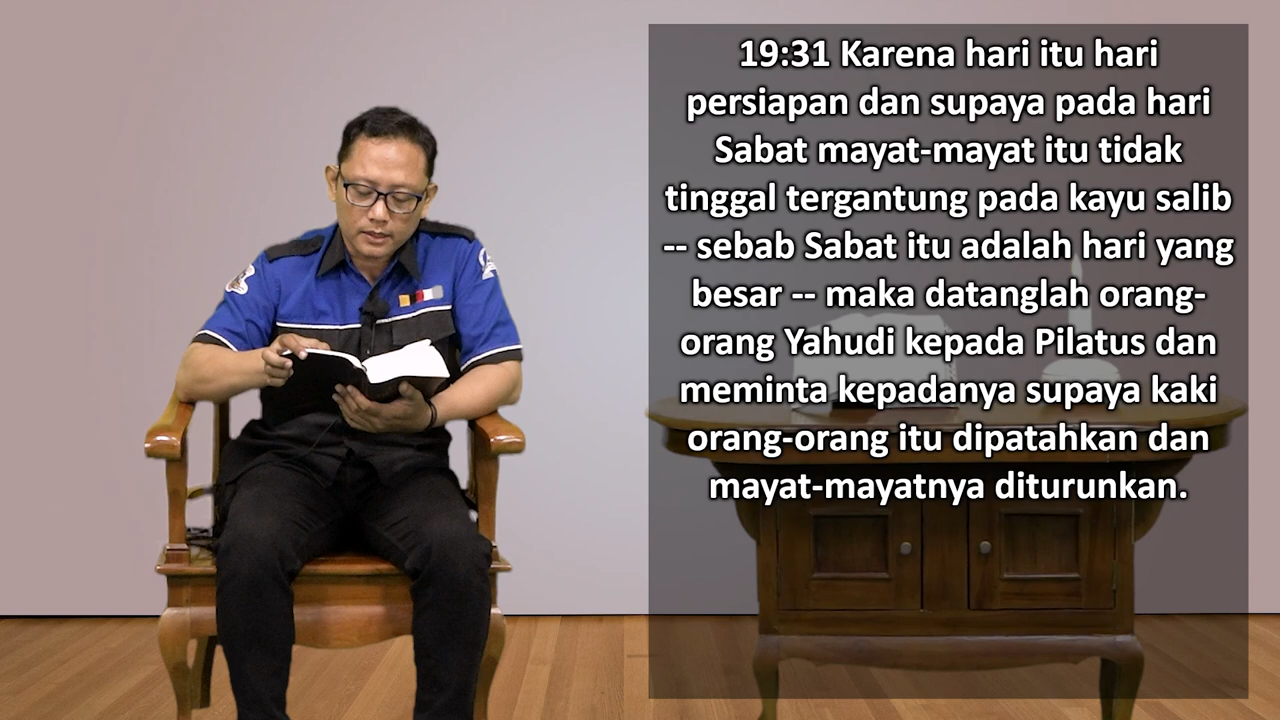 19:31 Karena hari itu hari
persiapan dan supaya pada hari
Sabat mayat-mayat itu tidak
tinggal tergantung pada kayu salib
-- sebab Sabat itu adalah hari yang
besar -- maka datanglah orang-
orang Yahudi kepada Pilatus dan
meminta kepadanya supaya kaki
orang-orang itu dipatahkan dan
mayat-mayatnya diturunkan.